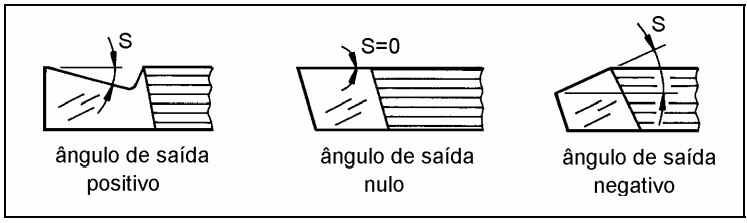 S
ângulo de saída
positivo
S=0
ângulo de saída
nulo
S
ângulo de saída
negativo